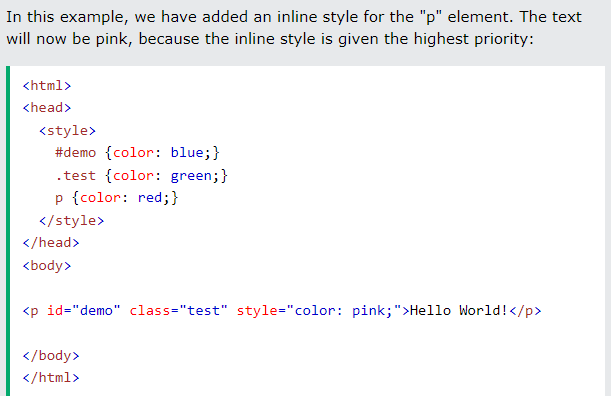 In this example, we have added an inline style for the "p" element. The text
will now be pink, because the inline style is given the highest priority:
<html>
<head>
  <style>
    #demo {color: blue;}
    .test {color: green;}
    p {color: red;}
  </style>
</head>
<body>
<p id="demo" class="test" style="color: pink;">Hello World!</p>
</body>
</html>